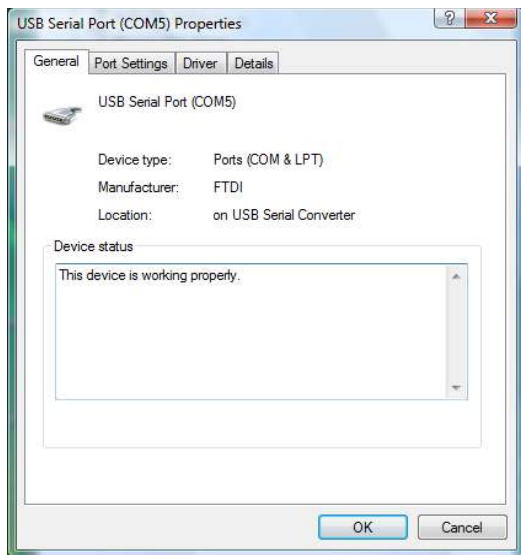 USB Serial Port (COM5) Properties
?
X
General Port Settings Driver Details
USB Serial Port (COM5)
Device type: Ports (COM & LPT)
Manufacturer: FTDI
Location: on USB Serial Converter
Device status
This device is working properly.
OK Cancel